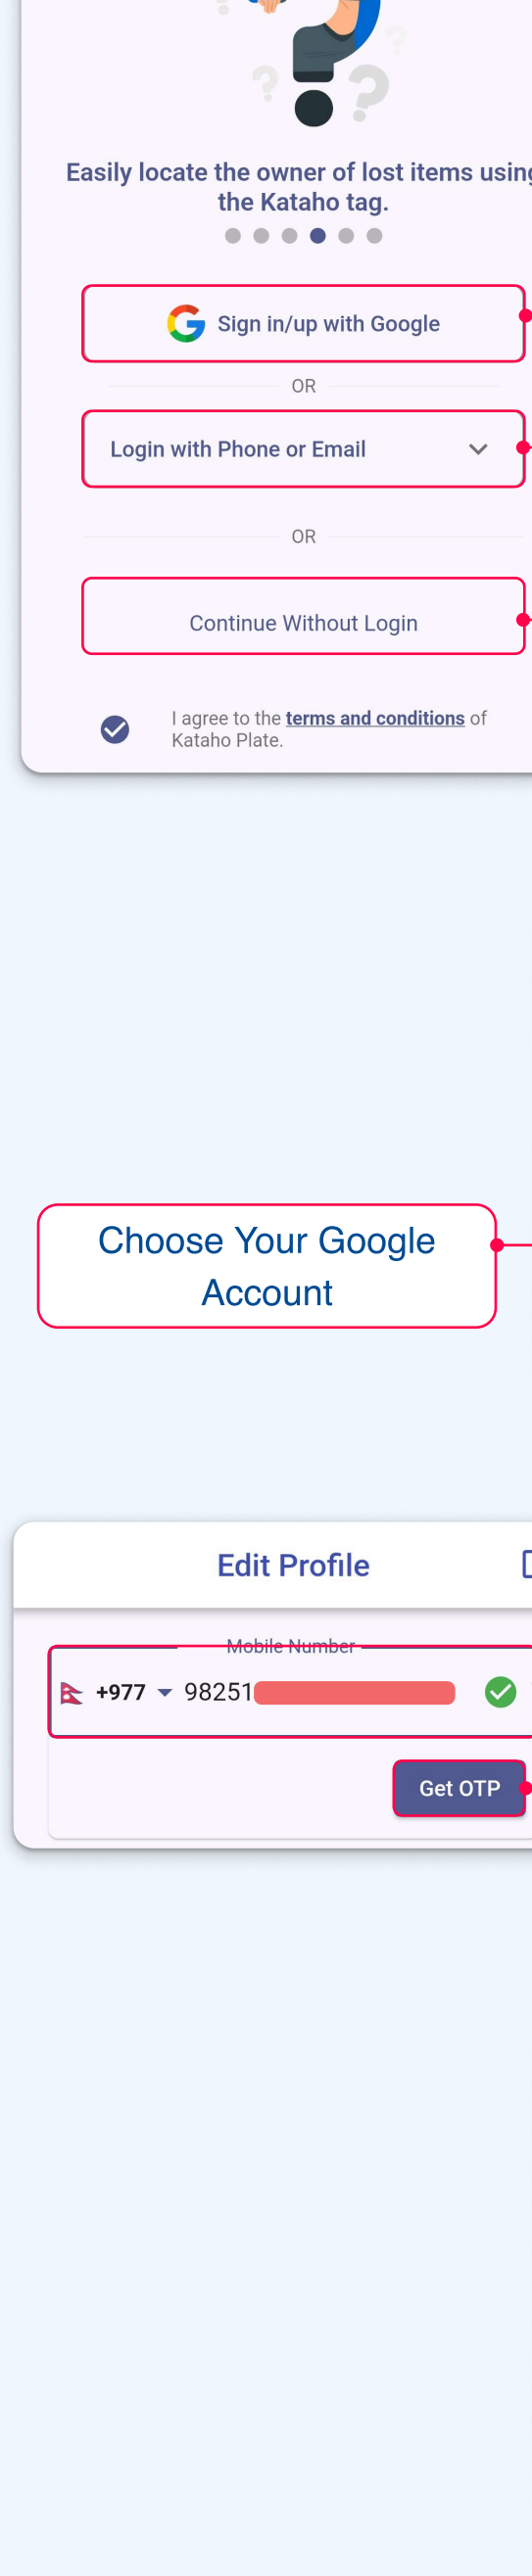 Easily locate the owner of lost items using
the Kataho tag.
Sign in/up with Google
OR
Login with Phone or Email
OR
Continue Without Login
I agree to the terms and conditions of
Kataho Plate.
Choose Your Google
Account
Edit Profile
Mobile Number
+977 98251
Get OTP